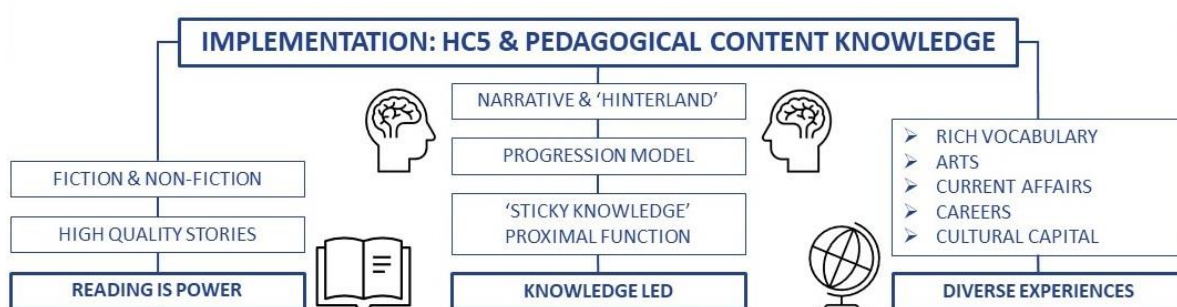 IMPLEMENTATION: HC5 & PEDAGOGICAL CONTENT KNOWLEDGE
FICTION & NON-FICTION
HIGH QUALITY STORIES
READING IS POWER
NARRATIVE & ‘HINTERLAND’
PROGRESSION MODEL
‘STICKY KNOWLEDGE’
PROXIMAL FUNCTION
KNOWLEDGE LED
RICH VOCABULARY
ARTS
CURRENT AFFAIRS
CAREERS
CULTURAL CAPITAL
DIVERSE EXPERIENCES